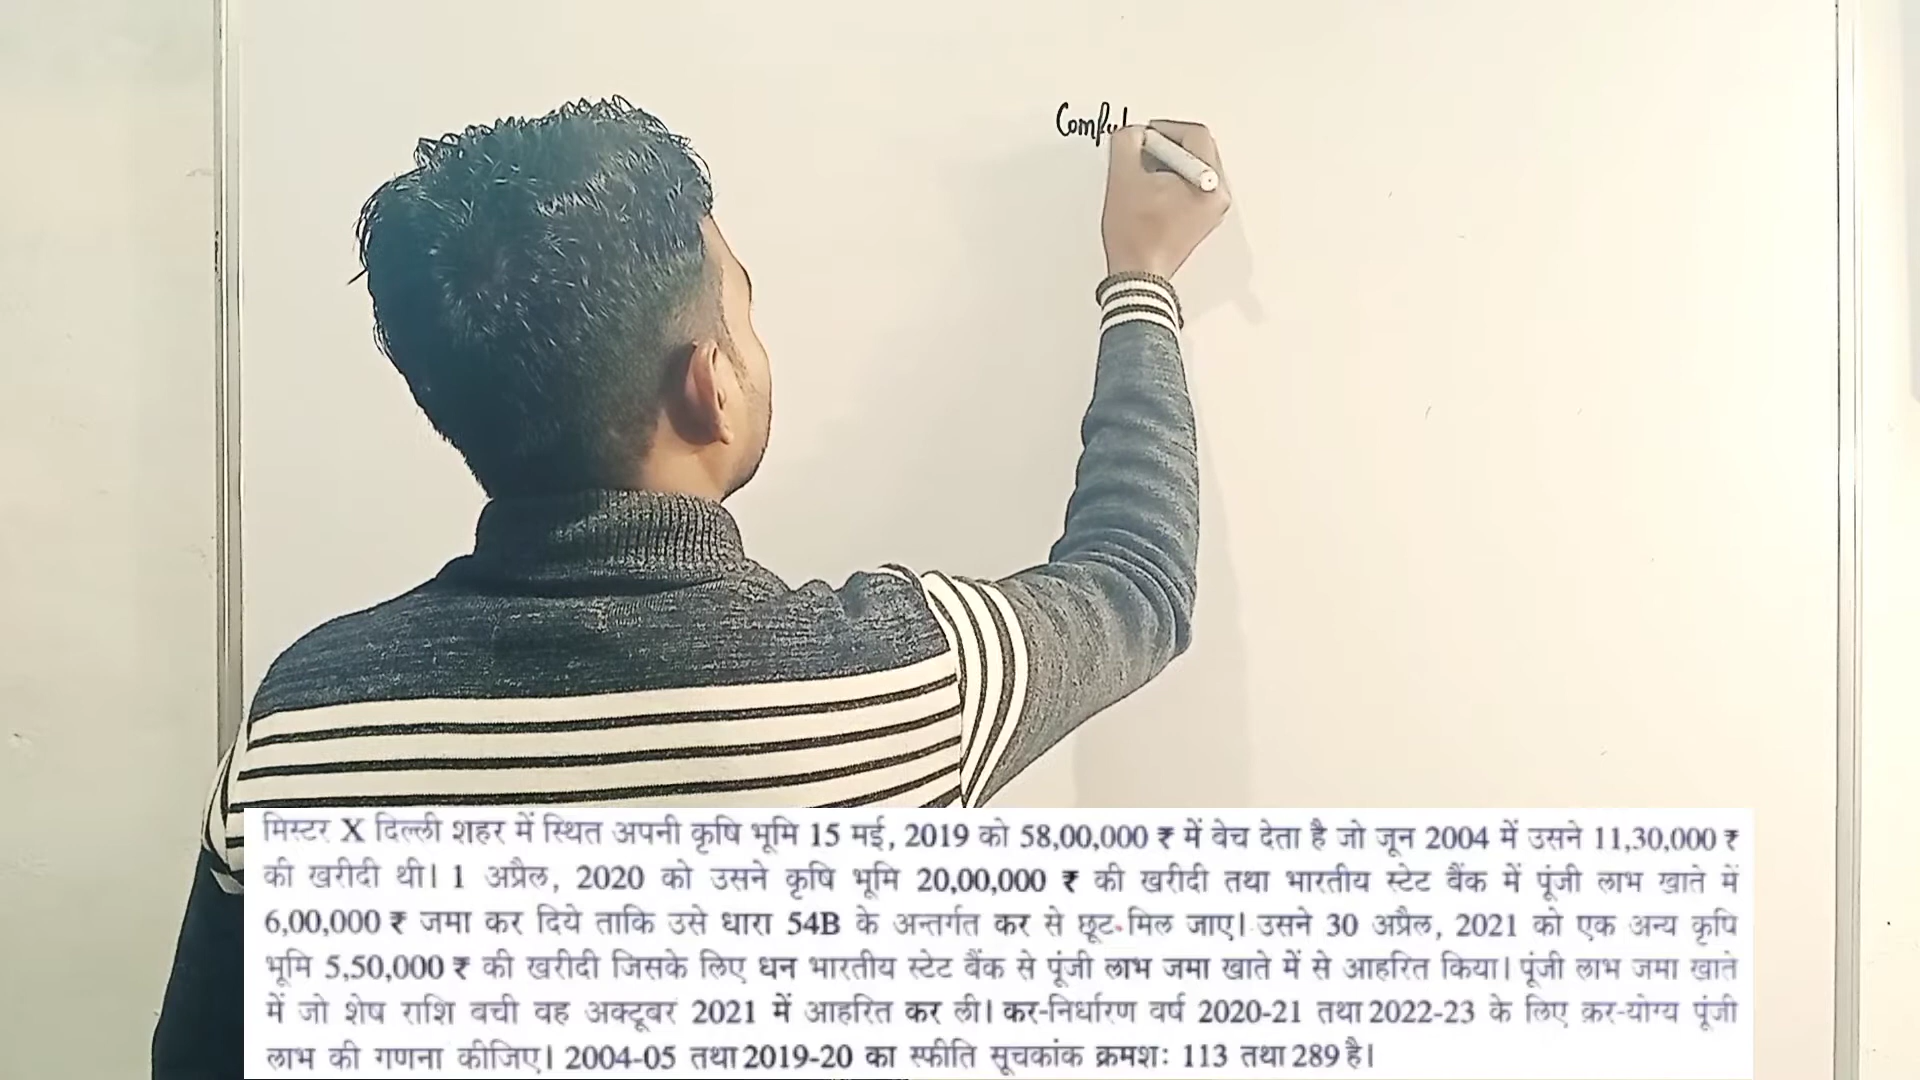 मिस्टर X दिल्ली शहर में स्थित अपनी कृषि भूमि 15 मई, 2019 को 58,00,000 ₹ में बेच देता है जो जून 2004 में उसने 11,30,000 ₹
की खरीदी थी। 1 अप्रैल, 2020 को उसने कृषि भूमि 20,00,000 ₹ की खरीदी तथा भारतीय स्टेट बैंक में पूंजी लाभ खाते में
6,00,000 ₹ जमा कर दिये ताकि उसे धारा 54B के अन्तर्गत कर से छूट मिल जाए। उसने 30 अप्रैल, 2021 को एक अन्य कृषि
भूमि 5,50,000 ₹ की खरीदी जिसके लिए धन भारतीय स्टेट बैंक से पूंजी लाभ जमा खाते में से आहरित किया। पूंजी लाभ जमा खाते
में जो शेष राशि बची वह अक्टूबर 2021 में आहरित कर ली। कर-निर्धारण वर्ष 2020-21 तथा 2022-23 के लिए कर-योग्य पूंजी
लाभ की गणना कीजिए। 2004-05 तथा 2019-20 का स्फीति सूचकांक क्रमशः 113 तथा 289 है।